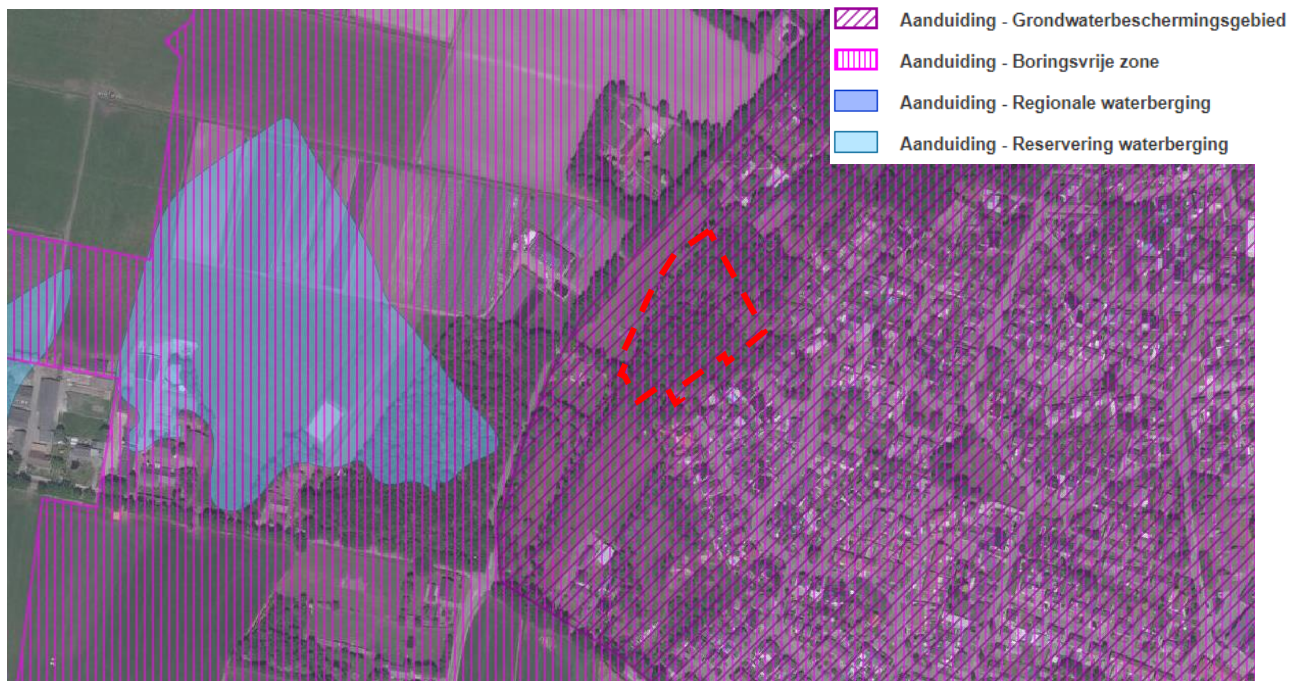 Aanduiding - Grondwaterbeschermingsgebied
Aanduiding - Boringsvrije zone
Aanduiding - Regionale waterberging
Aanduiding - Reservering waterberging